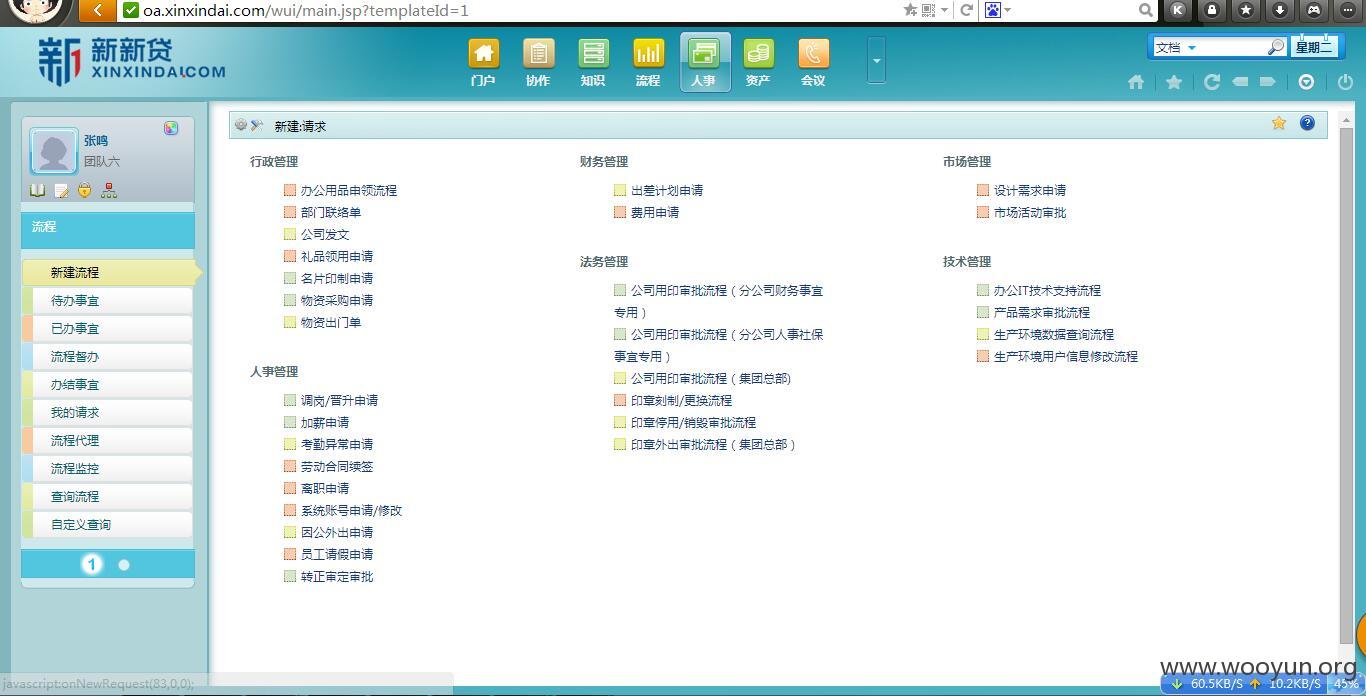 oa.xinxindai.com/wui/main.jsp?templateId=1
新新贷
XINXINDAI.COM
门户
协作
知识
流程
人事
资产
会议
文档
星期二
张鸣
团队六
流程
新建流程
待办事宜
已办事宜
流程督办
办结事宜
我的请求
流程代理
流程监控
查询流程
自定义查询
1
新建:请求
行政管理
办公用品申领流程
部门联络单
公司发文
礼品领用申请
名片印制申请
物资采购申请
物资出门单
人事管理
调岗/晋升申请
加薪申请
考勤异常申请
劳动合同续签
离职申请
系统账号申请/修改
因公外出申请
员工请假申请
转正审定审批
财务管理
出差计划申请
费用申请
法务管理
公司用印审批流程（分公司财务事宜
专用）
公司用印审批流程（分公司人事社保
事宜专用）
公司用印审批流程（集团总部)
印章刻制/更换流程
印章停用/销毁审批流程
印章外出审批流程（集团总部）
市场管理
设计需求申请
市场活动审批
技术管理
办公IT技术支持流程
产品需求审批流程
生产环境数据查询流程
生产环境用户信息修改流程
javascript:onNewRequest(83,0,0);
www.wooyun.org
60.5KB/S 10.2KB/S 45%